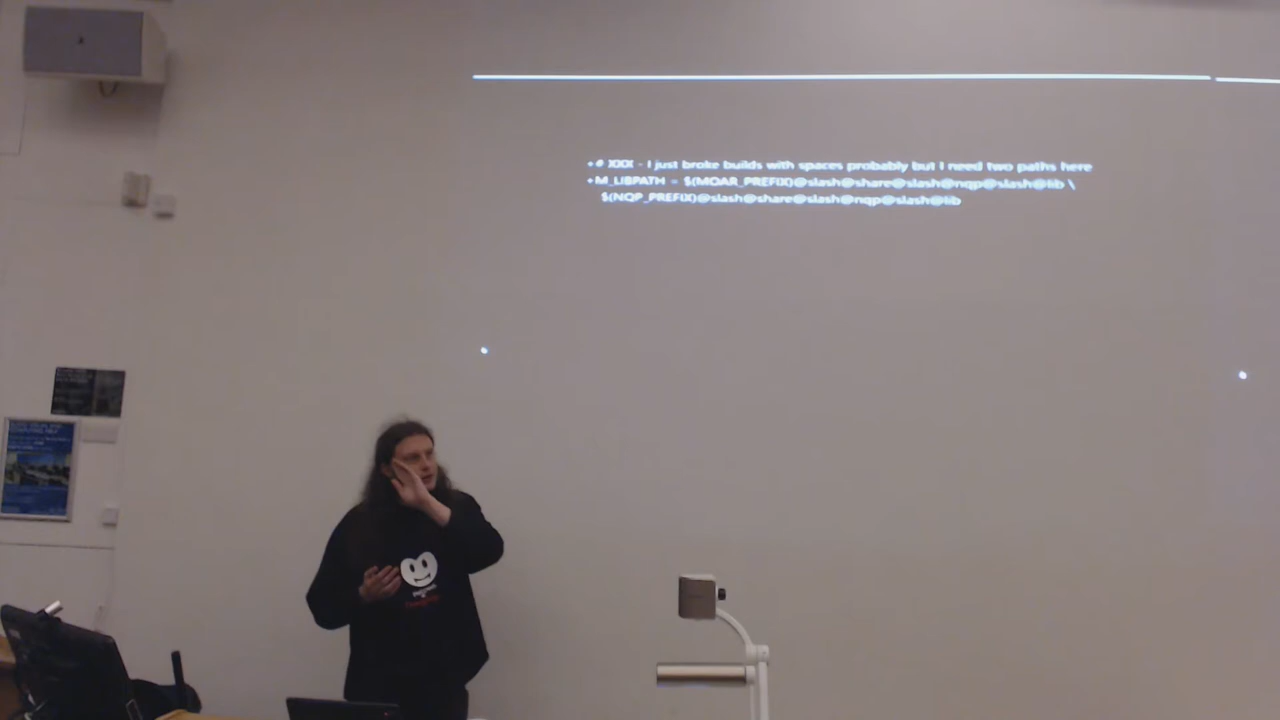 +# XXX - I just broke builds with spaces probably but I need two paths here
+M_LIBPATH = $(MOAR_PREFIX)@slash@share@slash@nqp@slash@lib \
$(NQP_PREFIX)@slash@share@slash@nqp@slash@lib